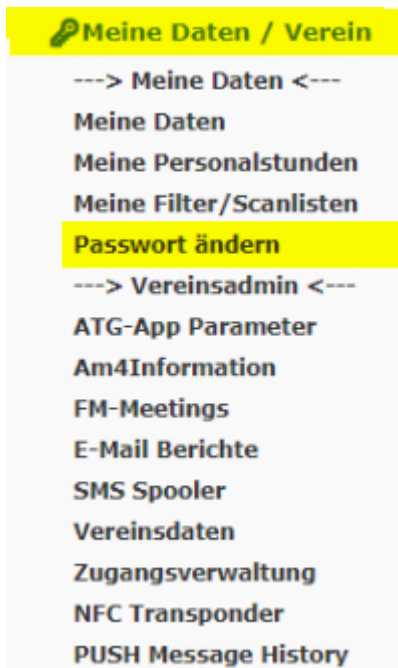 Meine Daten / Verein
---> Meine Daten <---
Meine Daten
Meine Personalstunden
Meine Filter/Scanlisten
Passwort ändern
---> Vereinsadmin <---
ATG-App Parameter
Am4Information
FM-Meetings
E-Mail Berichte
SMS Spooler
Vereinsdaten
Zugangsverwaltung
NFC Transponder
PUSH Message History